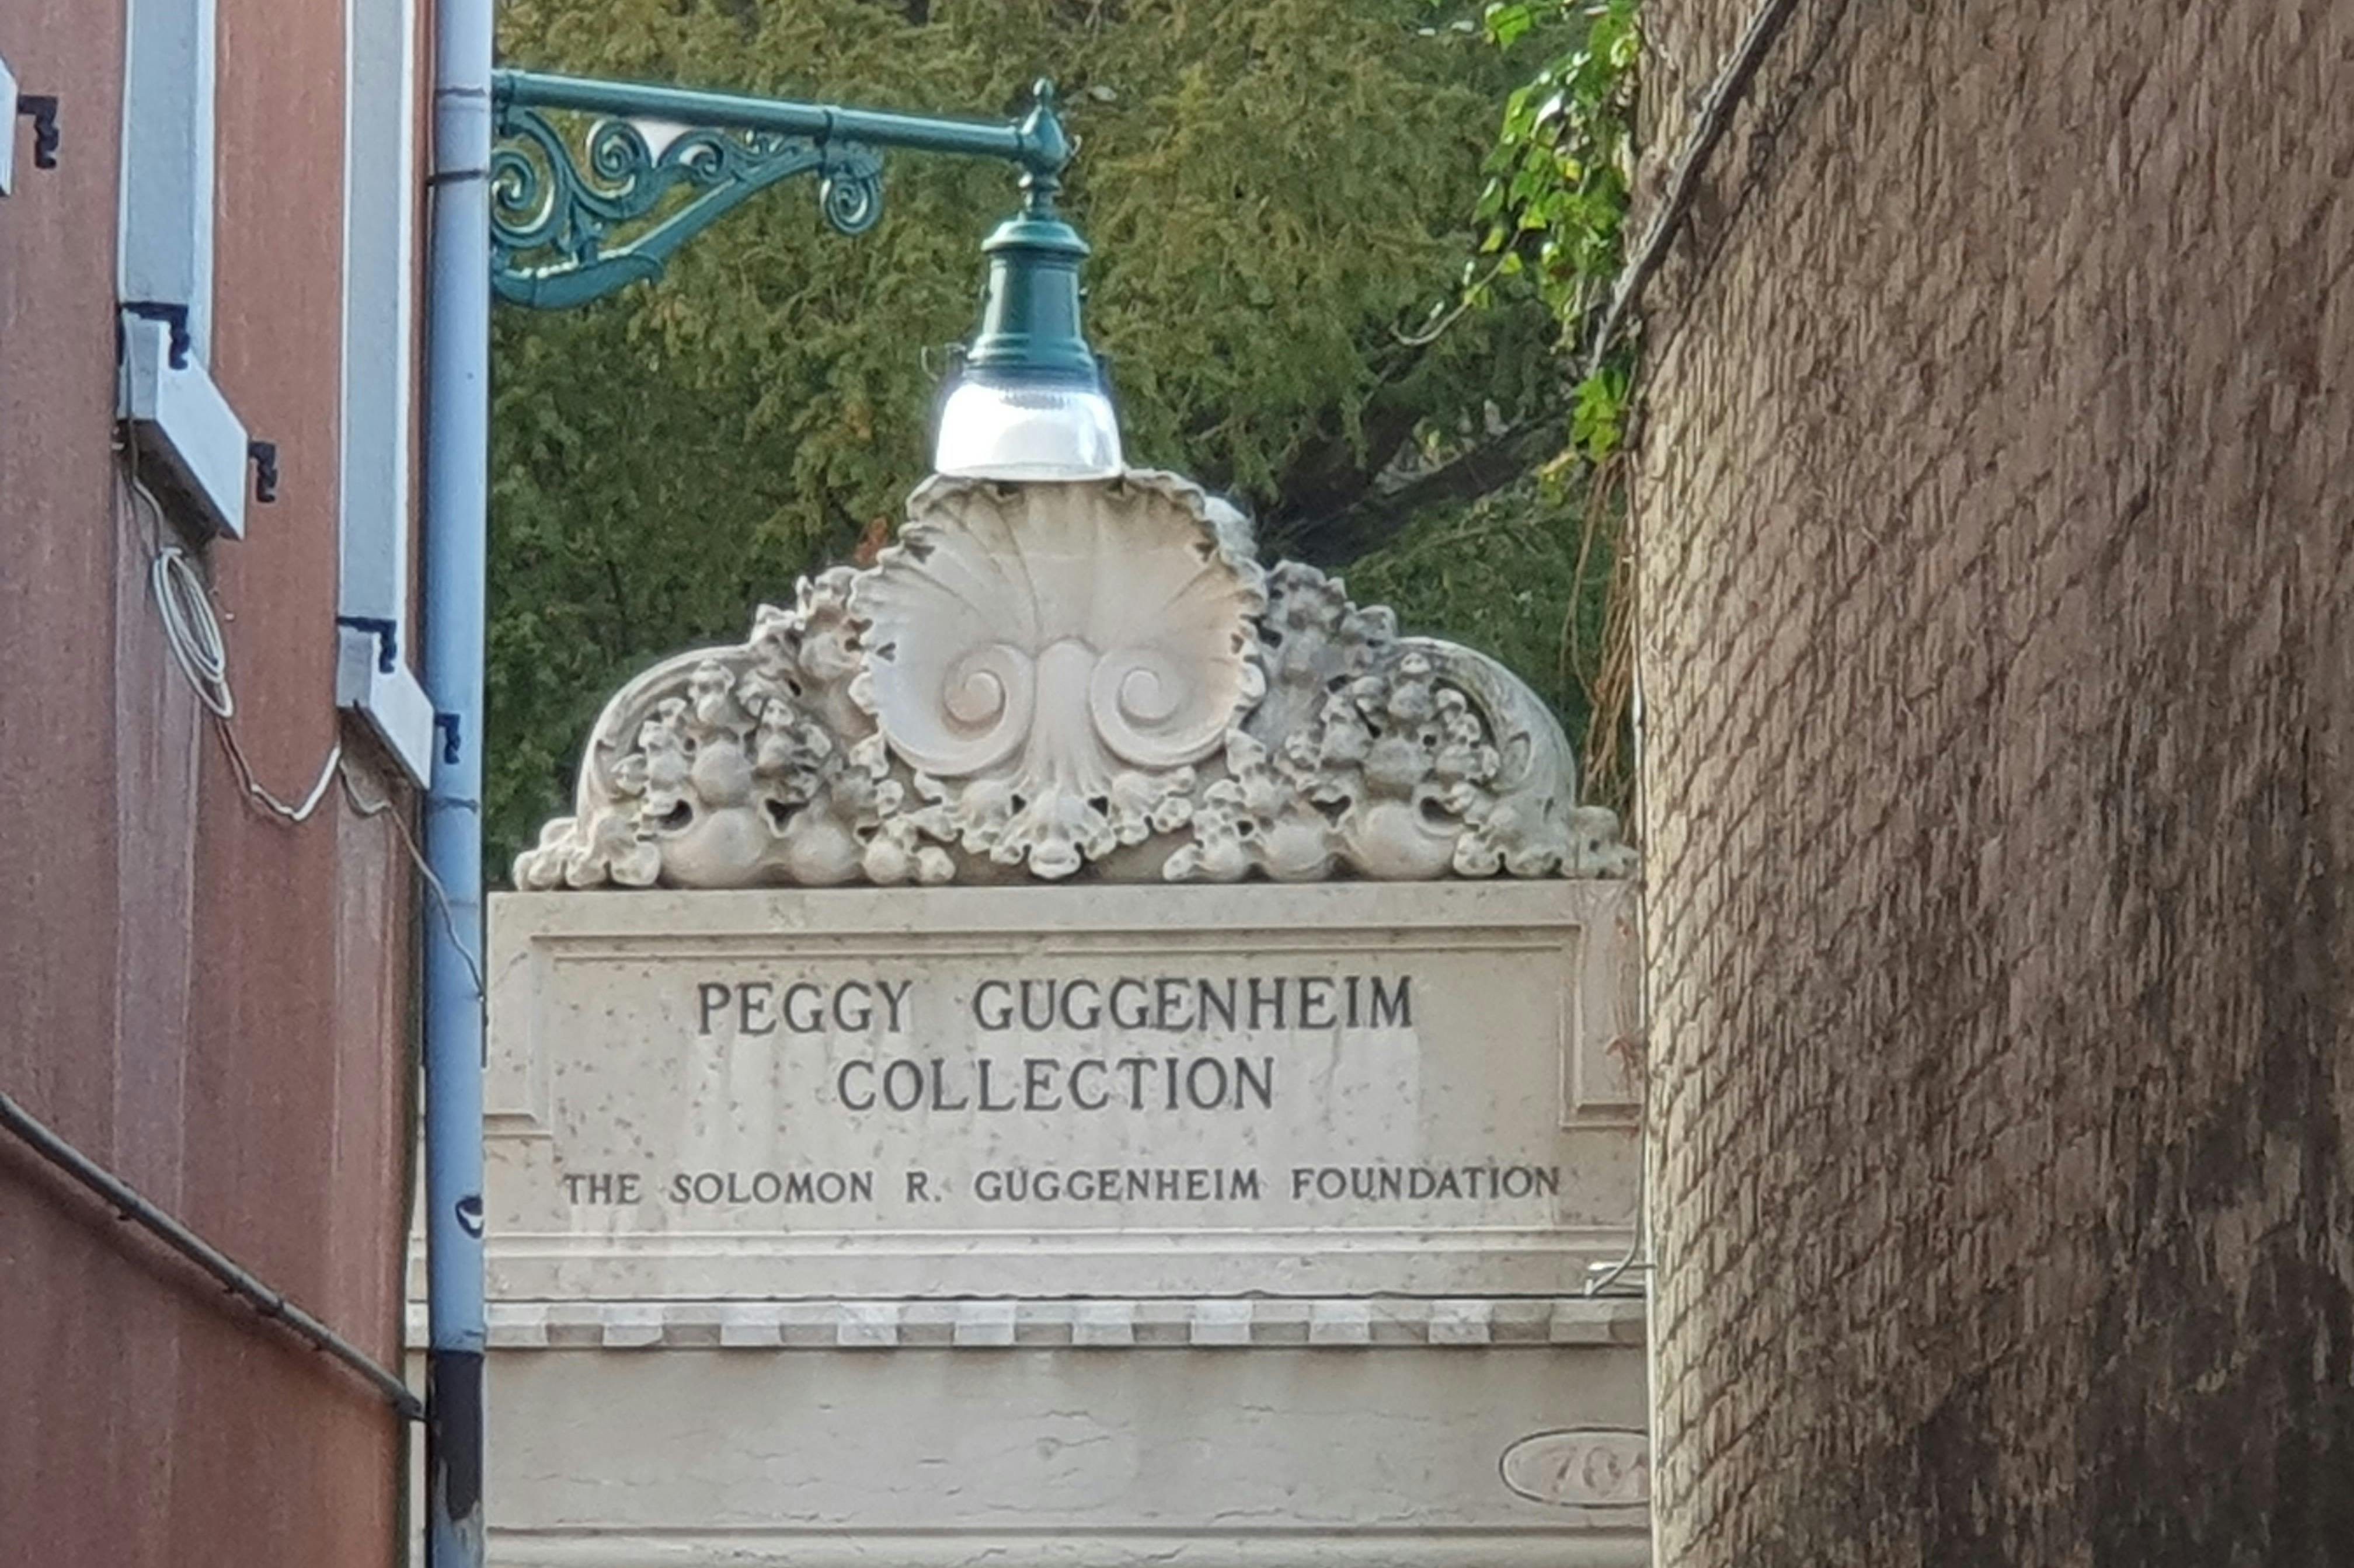 PEGGY GUGGENHEIM
COLLECTION
THE SOLOMON R. GUGGENHEIM FOUNDATION